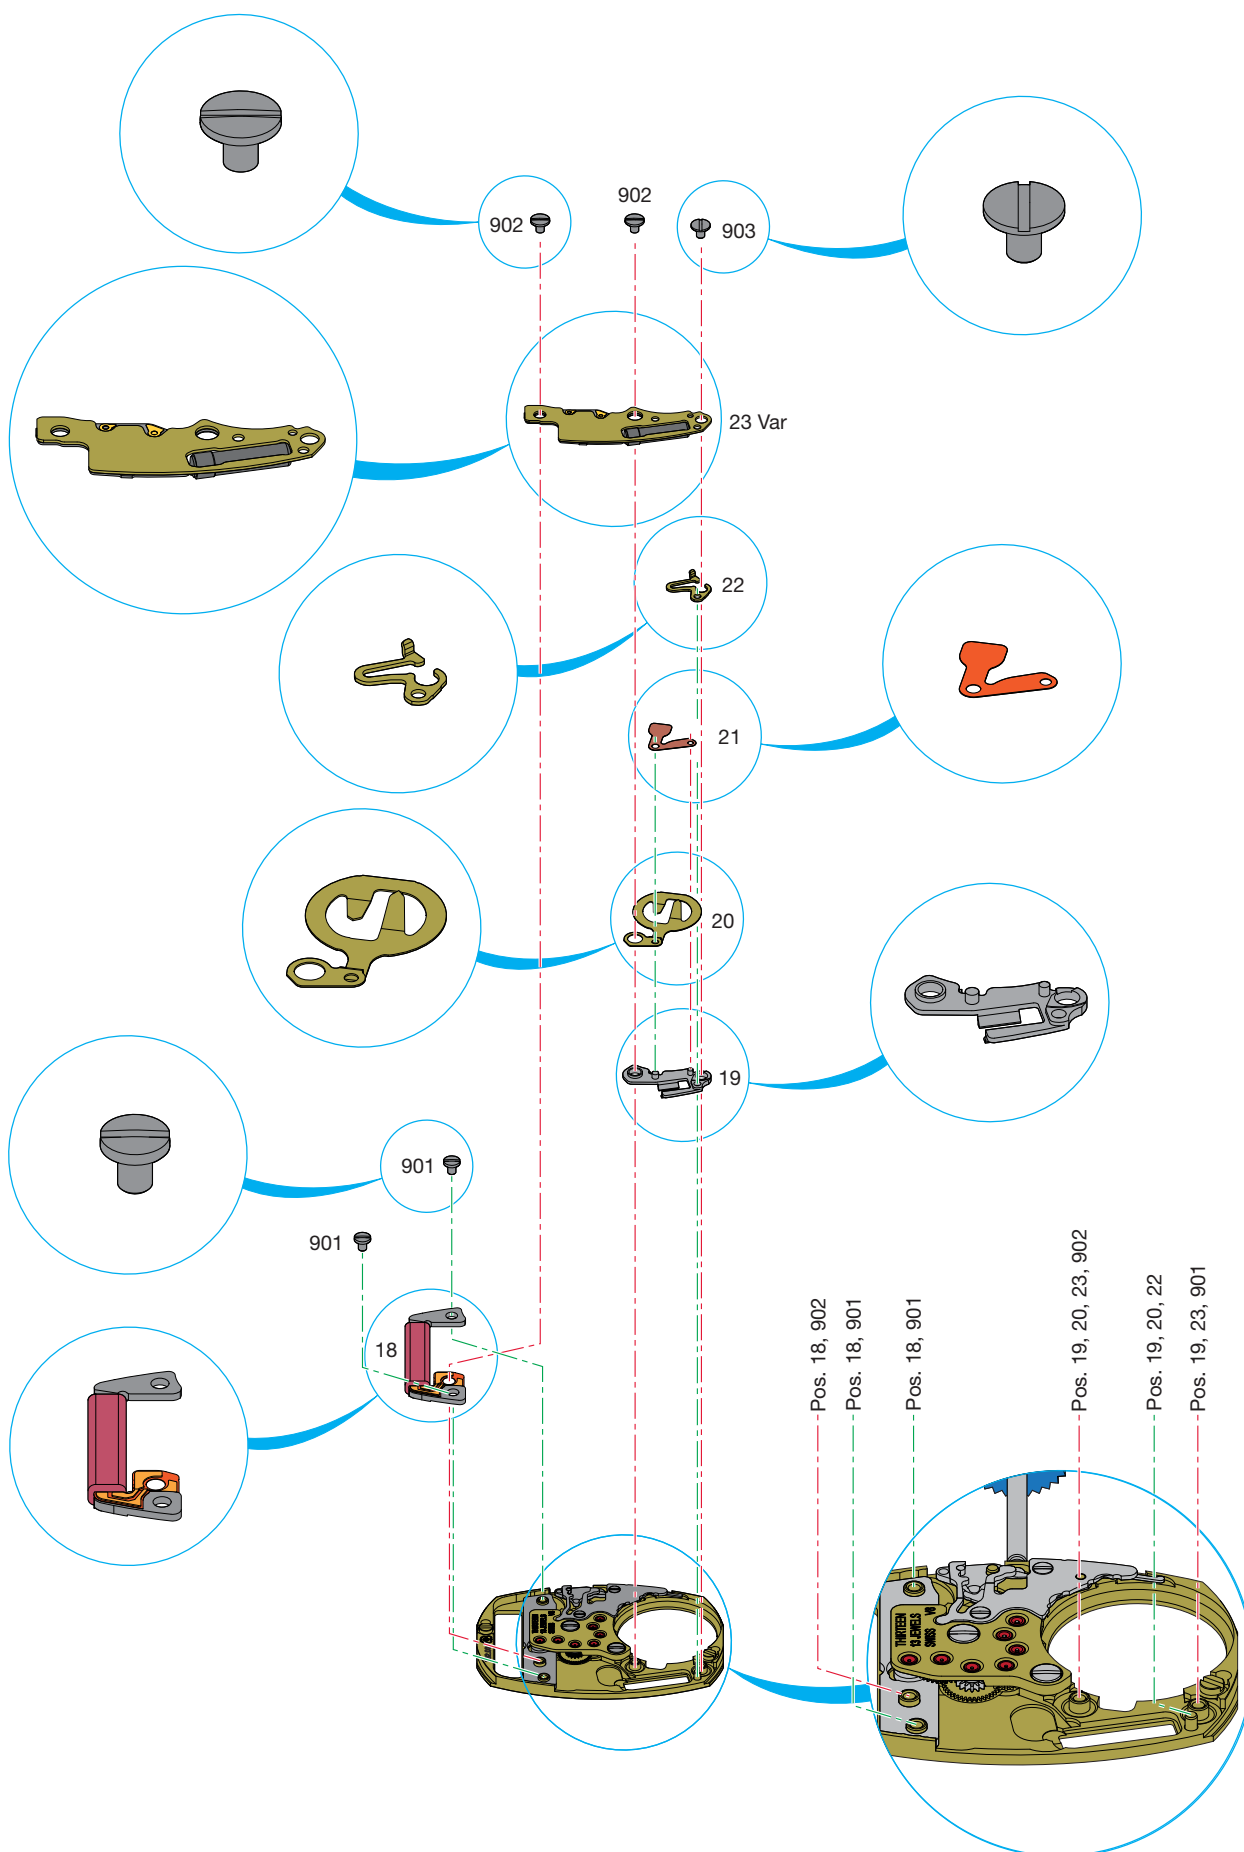 902
902
903
23 Var
22
21
20
19
901
901
18
Pos. 18, 902
Pos. 18, 901
Pos. 18, 901
Pos. 19, 20, 23, 902
Pos. 19, 20, 22
Pos. 19, 23, 901
THIRTEEN
13 JEWELS
SWISS
V8